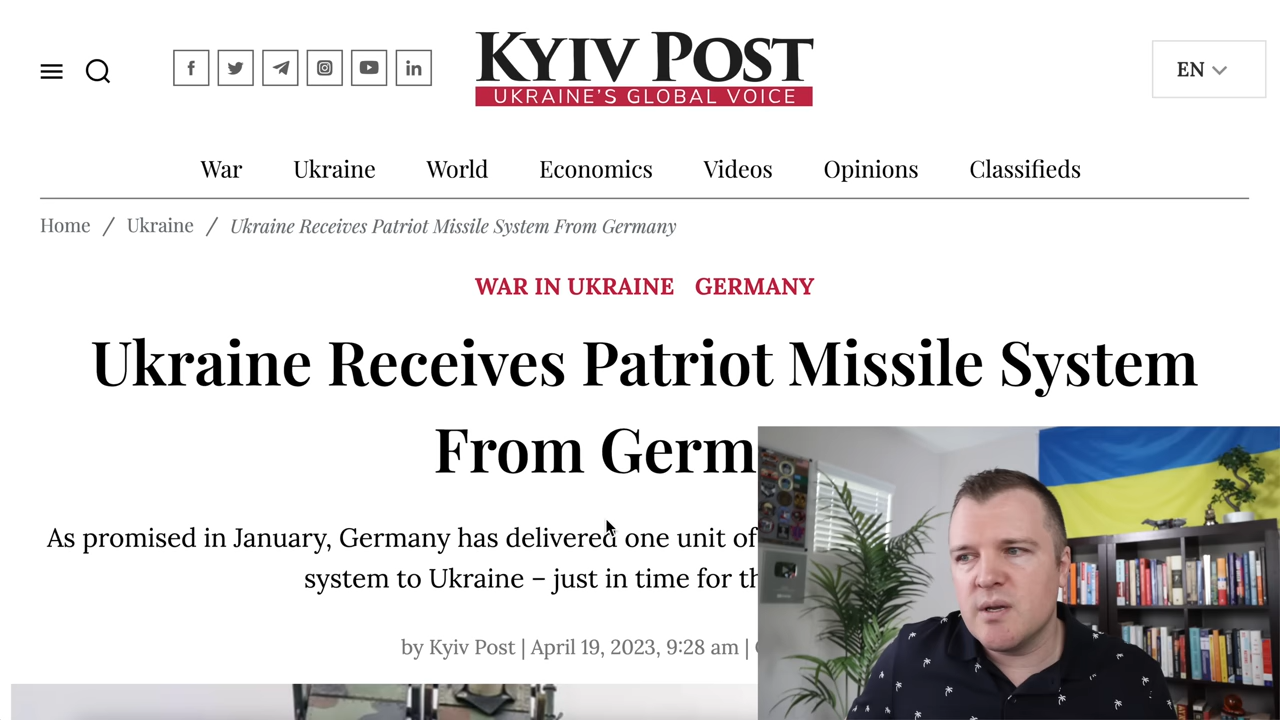 f
in
KYIV POST
UKRAINE'S GLOBAL VOICE
EN
War Ukraine World Economics Videos Opinions Classifieds
Home / Ukraine / Ukraine Receives Patriot Missile System From Germany
WAR IN UKRAINE GERMANY
Ukraine Receives Patriot Missile System
From Germ
As promised in January, Germany has delivered one unit of
system to Ukraine – just in time for th
by Kyiv Post | April 19, 2023, 9:28 am |